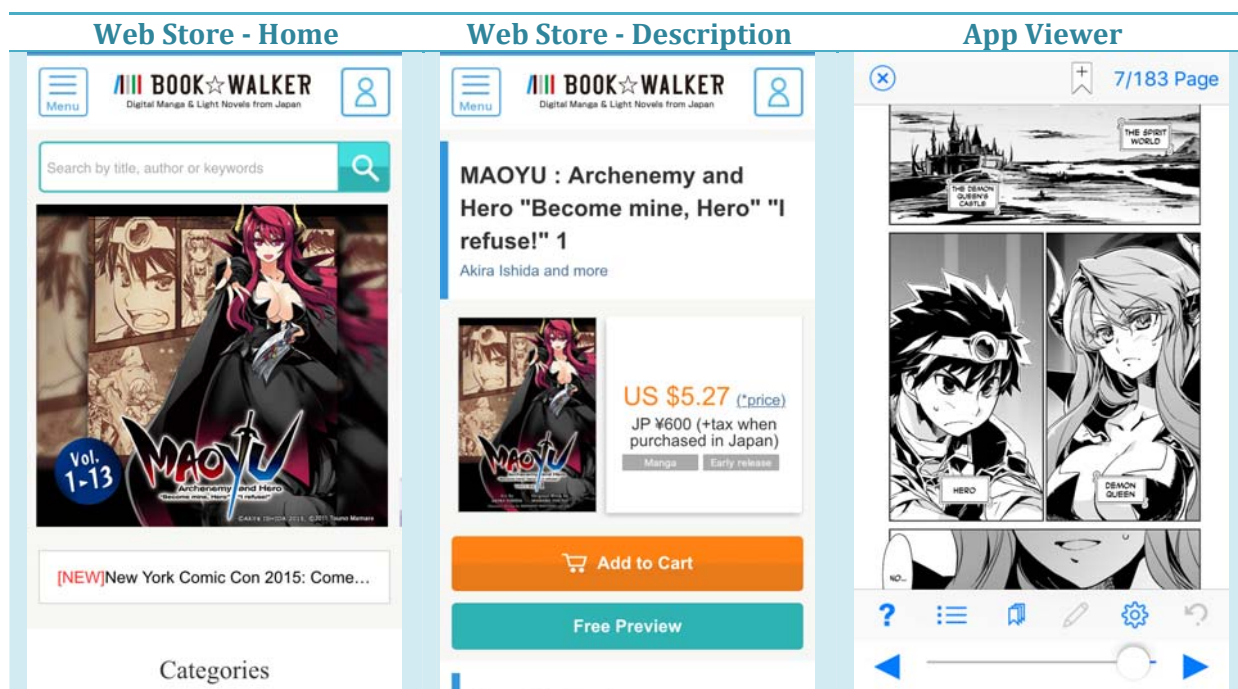 Web Store - Home
Menu
BOOK☆WALKER
Digital Manga & Light Novels from Japan
Search by title, author or keywords
Vol.
1-13
MAOYU
Archenemy and Hero
"Become mine, Hero" "I refuse!"
[NEW]New York Comic Con 2015: Come...
Categories
Web Store - Description
Menu
BOOK☆WALKER
Digital Manga & Light Novels from Japan
MAOYU : Archenemy and
Hero "Become mine, Hero" "I
refuse!" 1
Akira Ishida and more
MAOYU
Archenemy and Hero
US $5.27 (*price)
JP ¥600 (+tax when
purchased in Japan)
Manga Early release
Add to Cart
Free Preview
App Viewer
7/183 Page
THE SPIRIT
WORLD
THE DEMON
QUEEN'S
CASTLE
HERO
DEMON
QUEEN
NO...
?